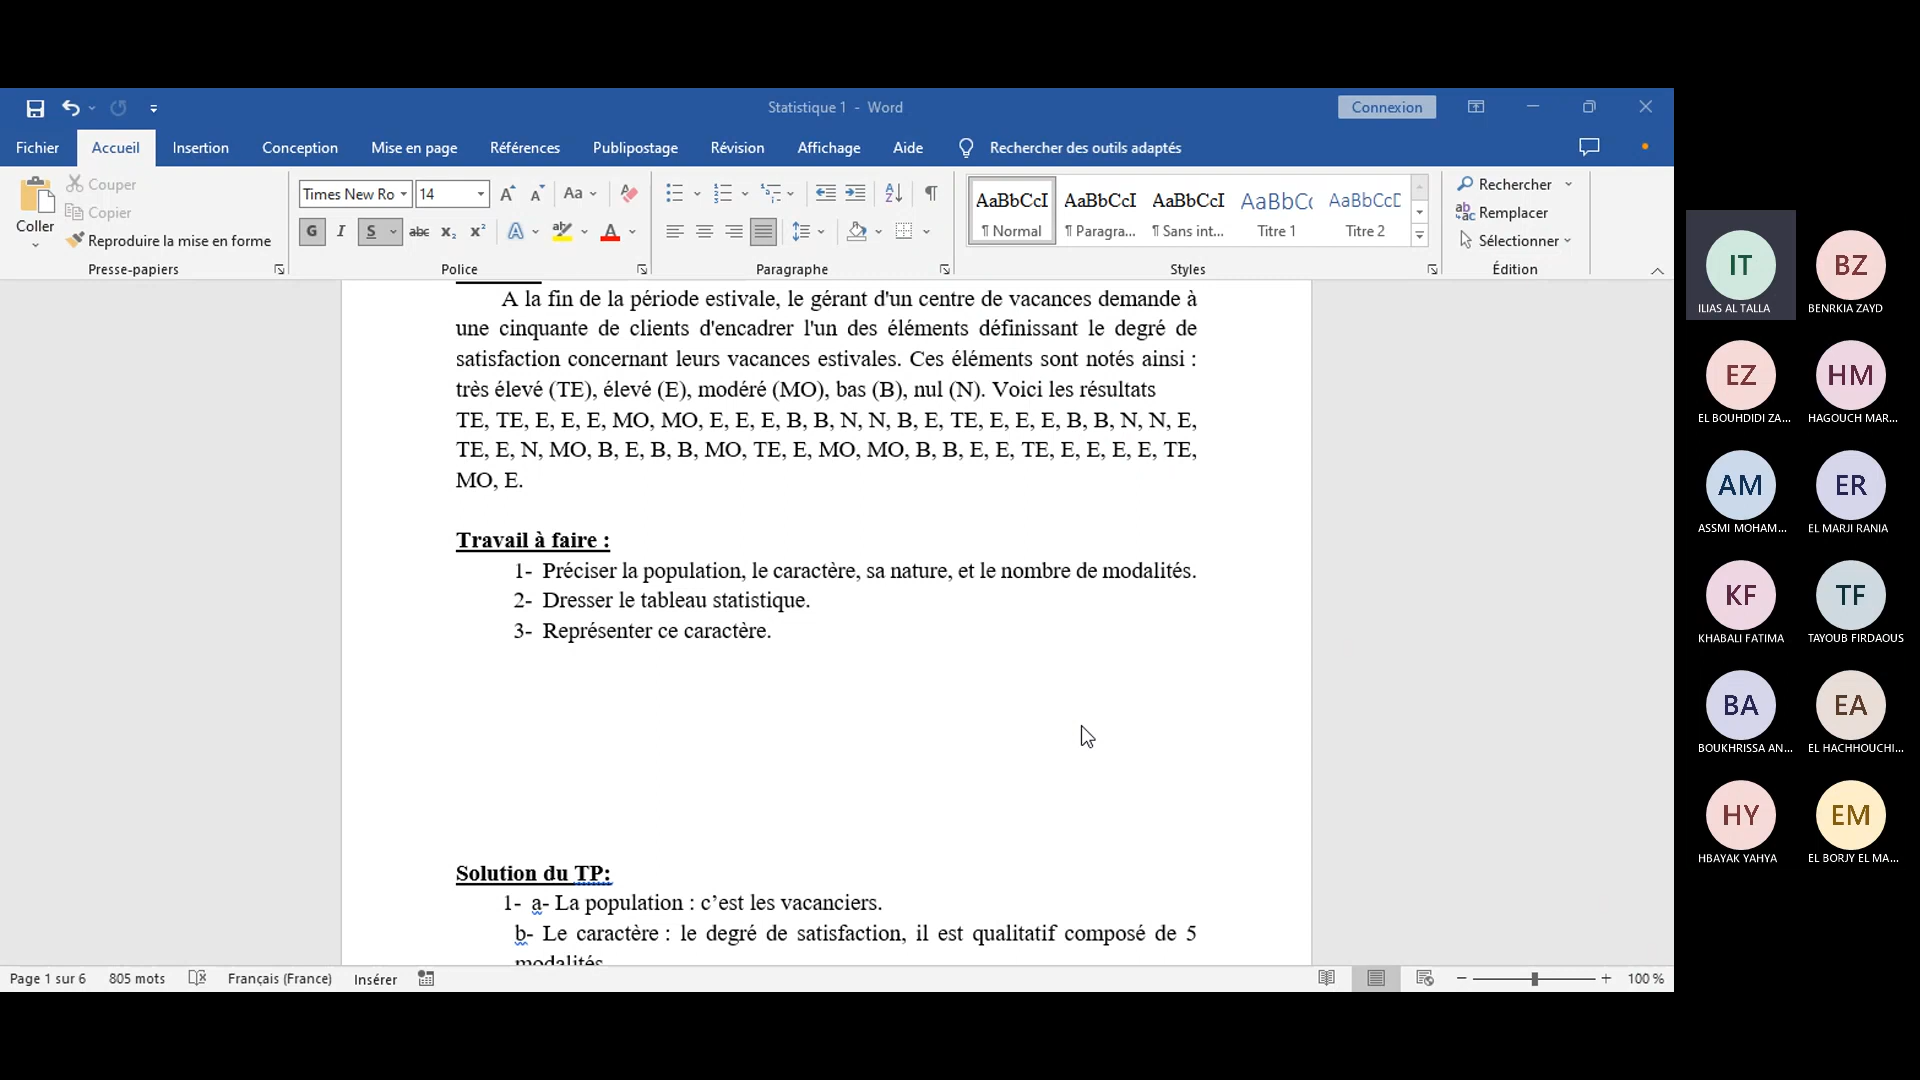 Statistique 1 - Word
Connexion
Fichier Accueil Insertion Conception Mise en page Références Publipostage Révision Affichage Aide Rechercher des outils adaptés
Coller
Couper
Copier
Reproduire la mise en forme
Presse-papiers
Times New Ro 14
Aa
G I S abc x₂ x² A ab A
Police
Paragraphe
AaBbCcI AaBbCcI AaBbCcI AaBbCc AaBbCcD
¶ Normal ¶ Paragra... ¶ Sans int... Titre 1 Titre 2
Styles
Rechercher
Remplacer
Sélectionner
Édition
A la fin de la période estivale, le gérant d'un centre de vacances demande à
une cinquante de clients d'encadrer l'un des éléments définissant le degré de
satisfaction concernant leurs vacances estivales. Ces éléments sont notés ainsi :
très élevé (TE), élevé (E), modéré (MO), bas (B), nul (N). Voici les résultats
TE, TE, E, E, E, MO, MO, E, E, E, B, B, N, N, B, E, TE, E, E, E, B, B, N, N, E,
TE, E, N, MO, B, E, B, B, MO, TE, E, MO, MO, B, B, E, E, TE, E, E, E, E, TE,
MO, E.
Travail à faire :
1- Préciser la population, le caractère, sa nature, et le nombre de modalités.
2- Dresser le tableau statistique.
3- Représenter ce caractère.
Solution du TP:
1- a- La population : c’est les vacanciers.
b- Le caractère : le degré de satisfaction, il est qualitatif composé de 5
modalités
Page 1 sur 6 805 mots Français (France) Insérer 100 %
IT BZ
ILIAS AL TALLA BENRKIA ZAYD
EZ HM
EL BOUHDIDI ZA... HAGOUCH MAR...
AM ER
ASSMI MOHAM... EL MARJI RANIA
KF TF
KHABALI FATIMA TAYOUB FIRDAOUS
BA EA
BOUKHRISSA AN... EL HACHHOUCHI...
HY EM
HBAYAK YAHYA EL BORJY EL MA...